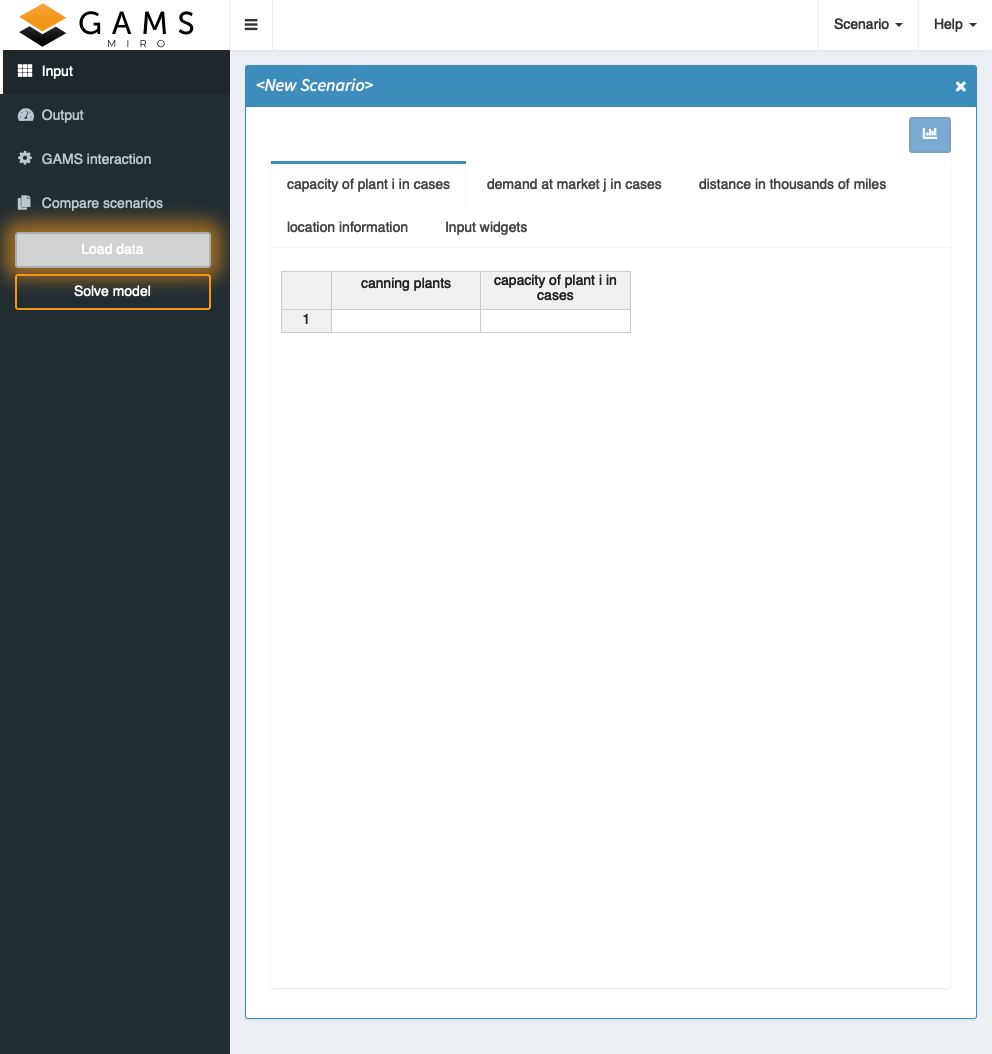 GAMS
MIRO
Scenario
Help
Input
Output
GAMS interaction
Compare scenarios
Load data
Solve model
<New Scenario>
capacity of plant i in cases
demand at market j in cases
distance in thousands of miles
location information
Input widgets
canning plants
capacity of plant i in
cases
1